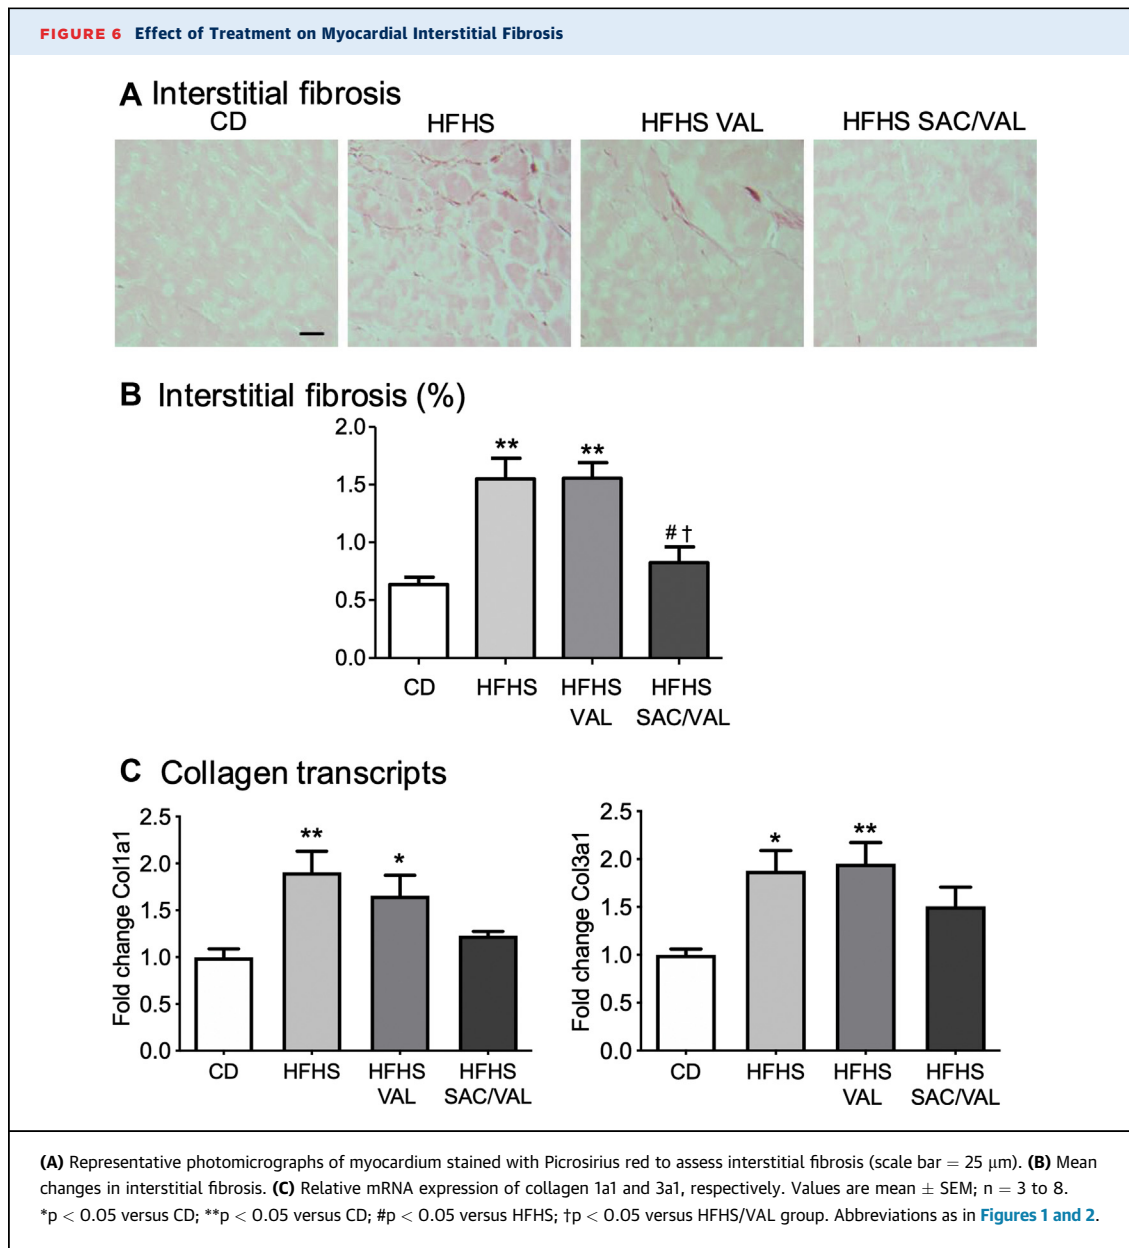 FIGURE 6 Effect of Treatment on Myocardial Interstitial Fibrosis
A Interstitial fibrosis
CD HFHS HFHS VAL HFHS SAC/VAL
B Interstitial fibrosis (%)
2.0
1.5
1.0
0.5
0.0
** ** #†
CD HFHS HFHS VAL HFHS SAC/VAL
C Collagen transcripts
Fold change Col1a1
2.5
2.0
1.5
1.0
0.5
0.0
** *
CD HFHS HFHS VAL HFHS SAC/VAL
Fold change Col3a1
2.5
2.0
1.5
1.0
0.5
0.0
* **
CD HFHS HFHS VAL HFHS SAC/VAL
(A) Representative photomicrographs of myocardium stained with Picrosirius red to assess interstitial fibrosis (scale bar = 25 μm). (B) Mean
changes in interstitial fibrosis. (C) Relative mRNA expression of collagen 1a1 and 3a1, respectively. Values are mean ± SEM; n = 3 to 8.
*p < 0.05 versus CD; **p < 0.05 versus CD; #p < 0.05 versus HFHS; †p < 0.05 versus HFHS/VAL group. Abbreviations as in Figures 1 and 2.